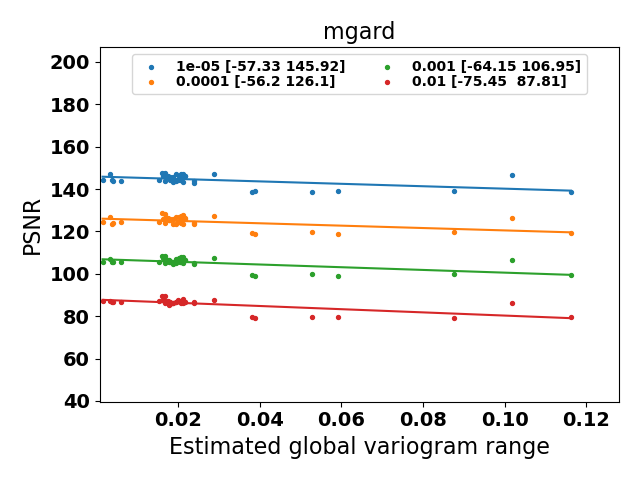 mgard
1e-05 [-57.33 145.92]
0.0001 [-56.2 126.1]
0.001 [-64.15 106.95]
0.01 [-75.45  87.81]
PSNR
200
180
160
140
120
100
80
60
40
0.02 0.04 0.06 0.08 0.10 0.12
Estimated global variogram range